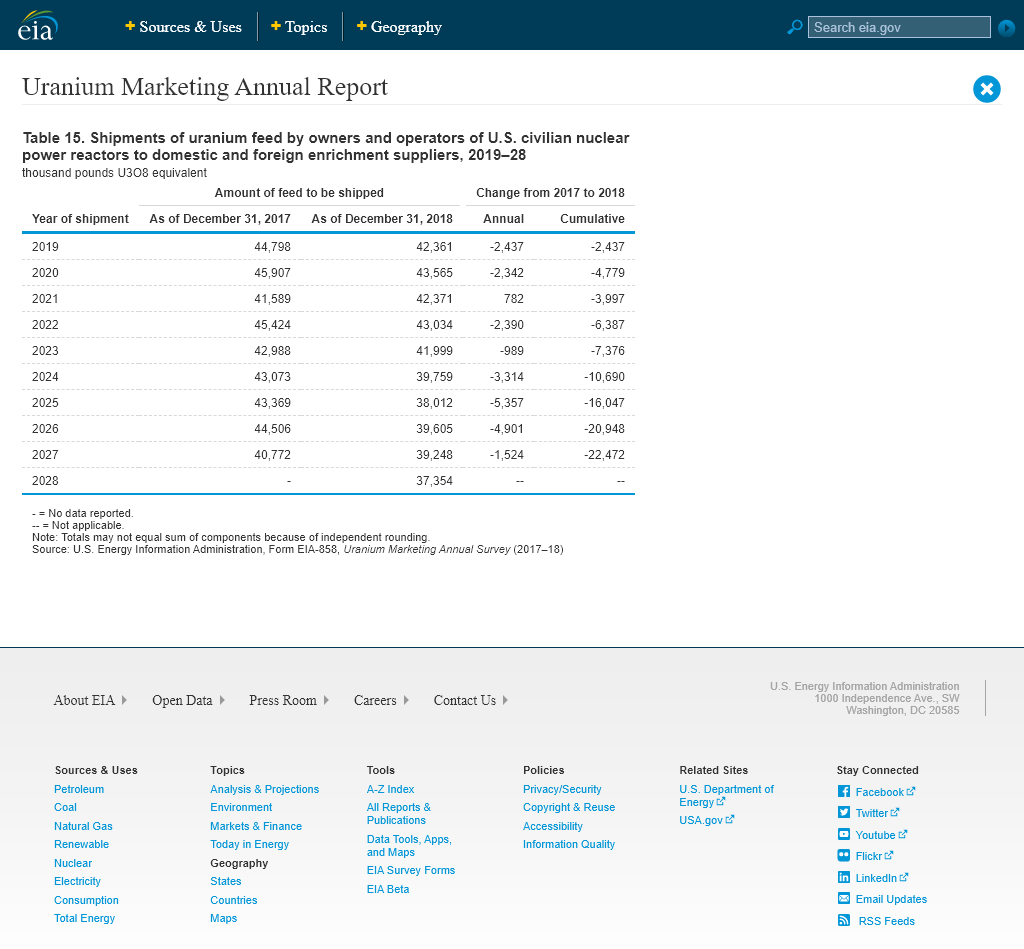 eia
Sources & Uses
Topics
Geography
Search eia.gov
Uranium Marketing Annual Report
Table 15. Shipments of uranium feed by owners and operators of U.S. civilian nuclear
power reactors to domestic and foreign enrichment suppliers, 2019–28
thousand pounds U3O8 equivalent
Amount of feed to be shipped Change from 2017 to 2018
Year of shipment As of December 31, 2017 As of December 31, 2018 Annual Cumulative
2019 44,798 42,361 -2,437 -2,437
2020 45,907 43,565 -2,342 -4,779
2021 41,589 42,371 782 -3,997
2022 45,424 43,034 -2,390 -6,387
2023 42,988 41,999 -989 -7,376
2024 43,073 39,759 -3,314 -10,690
2025 43,369 38,012 -5,357 -16,047
2026 44,506 39,605 -4,901 -20,948
2027 40,772 39,248 -1,524 -22,472
2028 - 37,354 -- --
- = No data reported.
-- = Not applicable.
Note: Totals may not equal sum of components because of independent rounding.
Source: U.S. Energy Information Administration, Form EIA-858, Uranium Marketing Annual Survey (2017–18)
About EIA
Open Data
Press Room
Careers
Contact Us
U.S. Energy Information Administration
1000 Independence Ave., SW
Washington, DC 20585
Sources & Uses
Petroleum
Coal
Natural Gas
Renewable
Nuclear
Electricity
Consumption
Total Energy
Topics
Analysis & Projections
Environment
Markets & Finance
Today in Energy
Geography
States
Countries
Maps
Tools
A-Z Index
All Reports &
Publications
Data Tools, Apps,
and Maps
EIA Survey Forms
EIA Beta
Policies
Privacy/Security
Copyright & Reuse
Accessibility
Information Quality
Related Sites
U.S. Department of
Energy
USA.gov
Stay Connected
Facebook
Twitter
Youtube
Flickr
LinkedIn
Email Updates
RSS Feeds